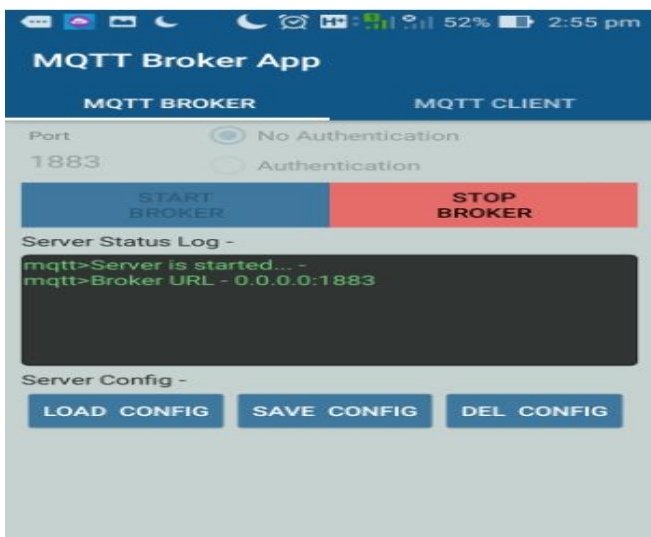 52% 2:55 pm
MQTT Broker App
MQTT BROKER MQTT CLIENT
Port No Authentication
1883 Authentication
START BROKER STOP BROKER
Server Status Log -
mqtt>Server is started... -
mqtt>Broker URL - 0.0.0.0:1883
Server Config -
LOAD CONFIG SAVE CONFIG DEL CONFIG